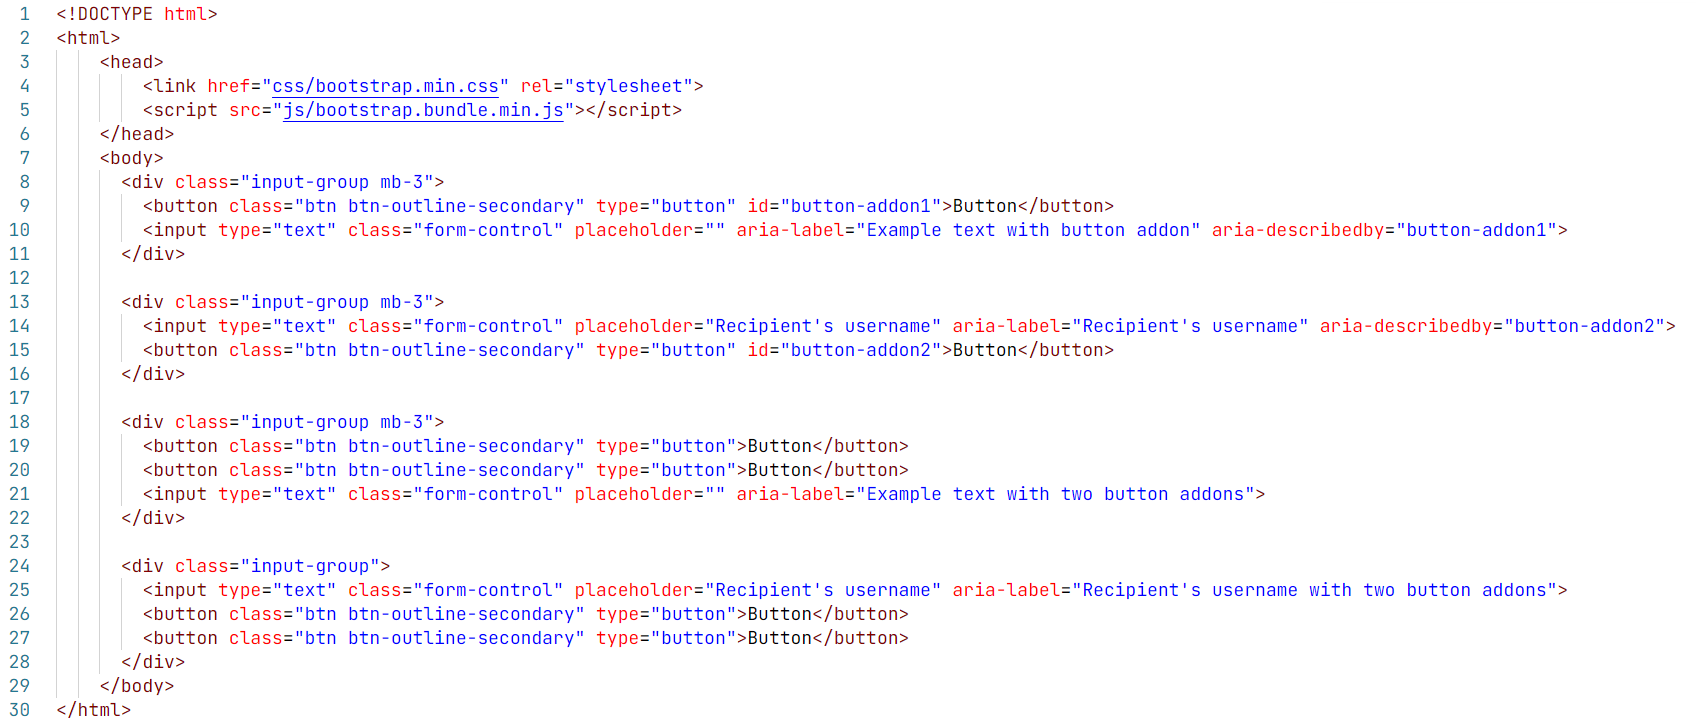 1 <!DOCTYPE html>
2 <html>
3 <head>
4 <link href="css/bootstrap.min.css" rel="stylesheet">
5 <script src="js/bootstrap.bundle.min.js"></script>
6 </head>
7 <body>
8 <div class="input-group mb-3">
9 <button class="btn btn-outline-secondary" type="button" id="button-addon1">Button</button>
10 <input type="text" class="form-control" placeholder="" aria-label="Example text with button addon" aria-describedby="button-addon1">
11 </div>
12
13 <div class="input-group mb-3">
14 <input type="text" class="form-control" placeholder="Recipient's username" aria-label="Recipient's username" aria-describedby="button-addon2">
15 <button class="btn btn-outline-secondary" type="button" id="button-addon2">Button</button>
16 </div>
17
18 <div class="input-group mb-3">
19 <button class="btn btn-outline-secondary" type="button">Button</button>
20 <button class="btn btn-outline-secondary" type="button">Button</button>
21 <input type="text" class="form-control" placeholder="" aria-label="Example text with two button addons">
22 </div>
23
24 <div class="input-group">
25 <input type="text" class="form-control" placeholder="Recipient's username" aria-label="Recipient's username with two button addons">
26 <button class="btn btn-outline-secondary" type="button">Button</button>
27 <button class="btn btn-outline-secondary" type="button">Button</button>
28 </div>
29 </body>
30 </html>